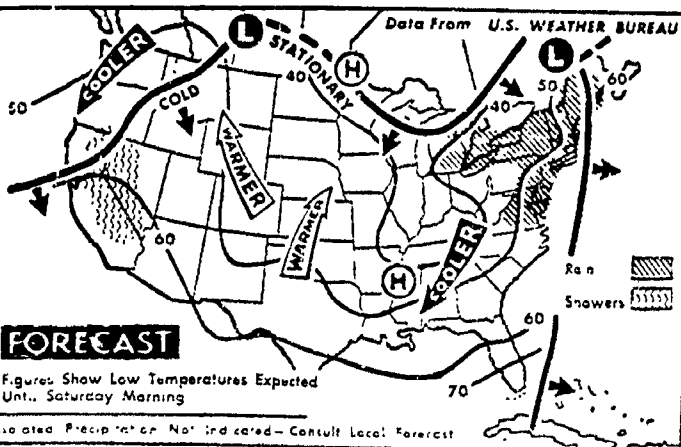 Data From U.S. WEATHER BUREAU
L
L
COOLER
STATIONARY
H
50
60
40
40
50
COLD
WARMER
WARMER
COOLER
60
H
Rain
Showers
60
70
FORECAST
Figures Show Low Temperatures Expected
Until Saturday Morning
Isolated Precipitation Not Indicated – Consult Local Forecast